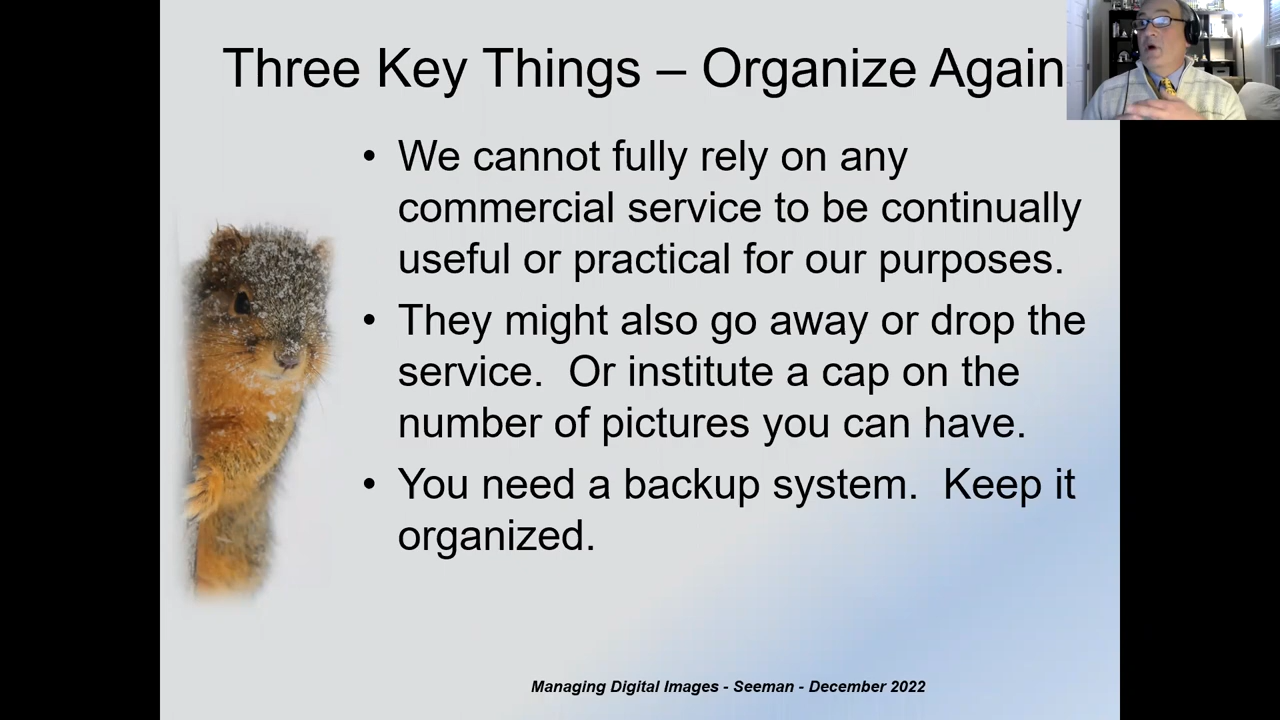 Three Key Things – Organize Again
• We cannot fully rely on any
commercial service to be continually
useful or practical for our purposes.
• They might also go away or drop the
service.  Or institute a cap on the
number of pictures you can have.
• You need a backup system.  Keep it
organized.
Managing Digital Images - Seeman - December 2022